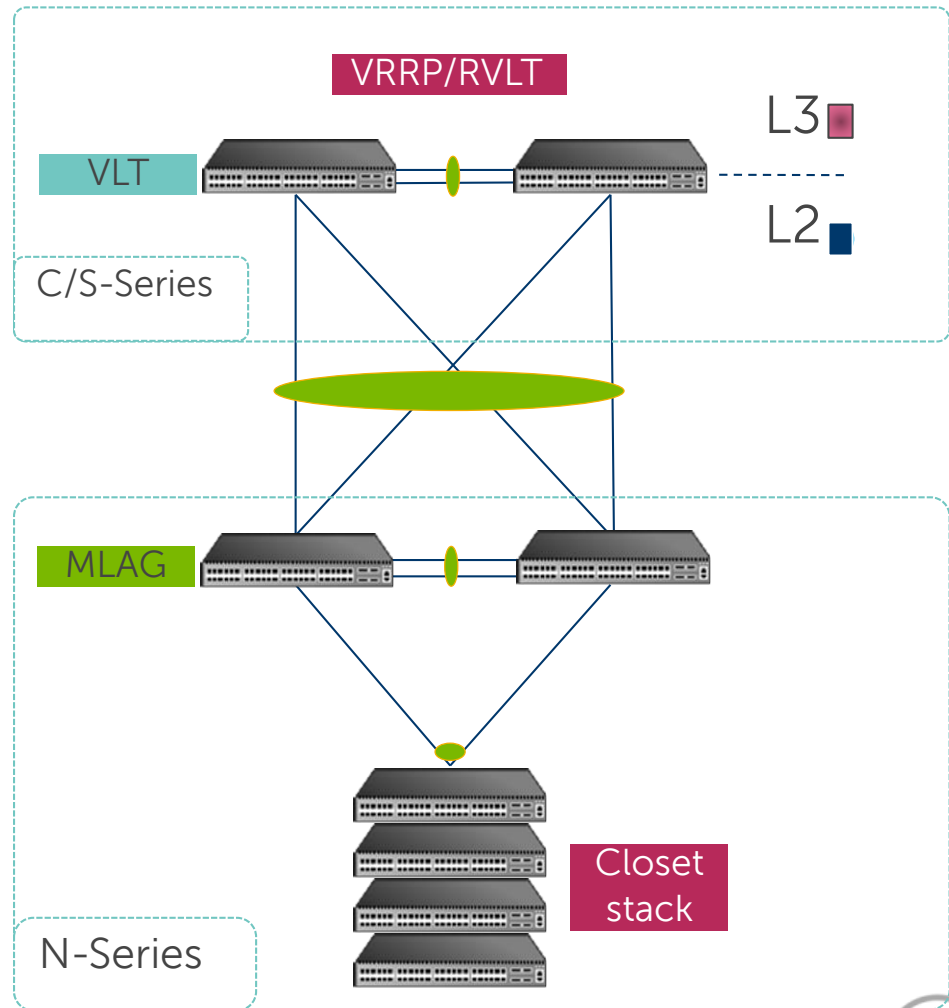 VRRP/RVLT
L3
VLT
L2
C/S-Series
MLAG
Closet
stack
N-Series